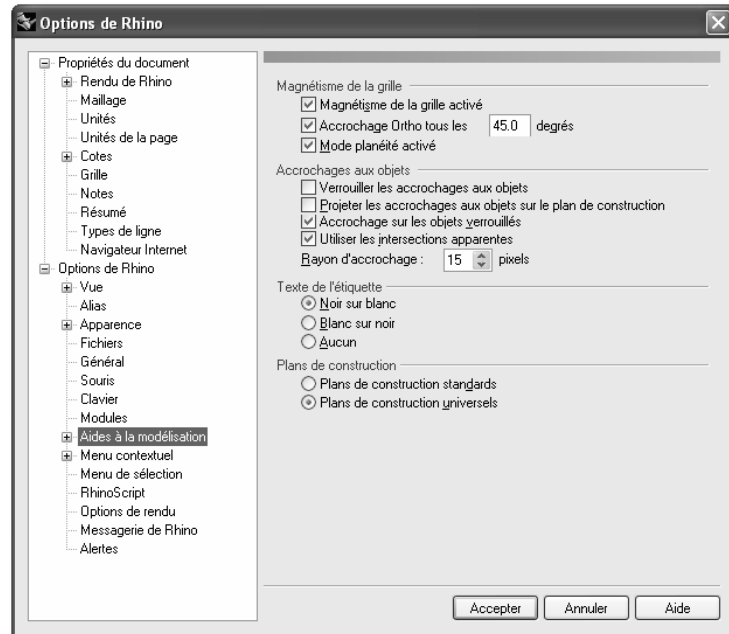 Options de Rhino
Propriétés du document
Rendu de Rhino
Maillage
Unités
Unités de la page
Cotes
Grille
Notes
Résumé
Types de ligne
Navigateur Internet
Options de Rhino
Vue
Alias
Apparence
Fichiers
Général
Souris
Clavier
Modules
Aides à la modélisation
Menu contextuel
Menu de sélection
RhinoScript
Options de rendu
Messagerie de Rhino
Alertes
Magnétisme de la grille
Magnétisme de la grille activé
Accrochage Ortho tous les 45.0 degrés
Mode planéité activé
Accrochages aux objets
Verrouiller les accrochages aux objets
Projeter les accrochages aux objets sur le plan de construction
Accrochage sur les objets verrouillés
Utiliser les intersections apparentes
Rayon d'accrochage : 15 pixels
Texte de l'étiquette
Noir sur blanc
Blanc sur noir
Aucun
Plans de construction
Plans de construction standards
Plans de construction universels
Accepter Annuler Aide